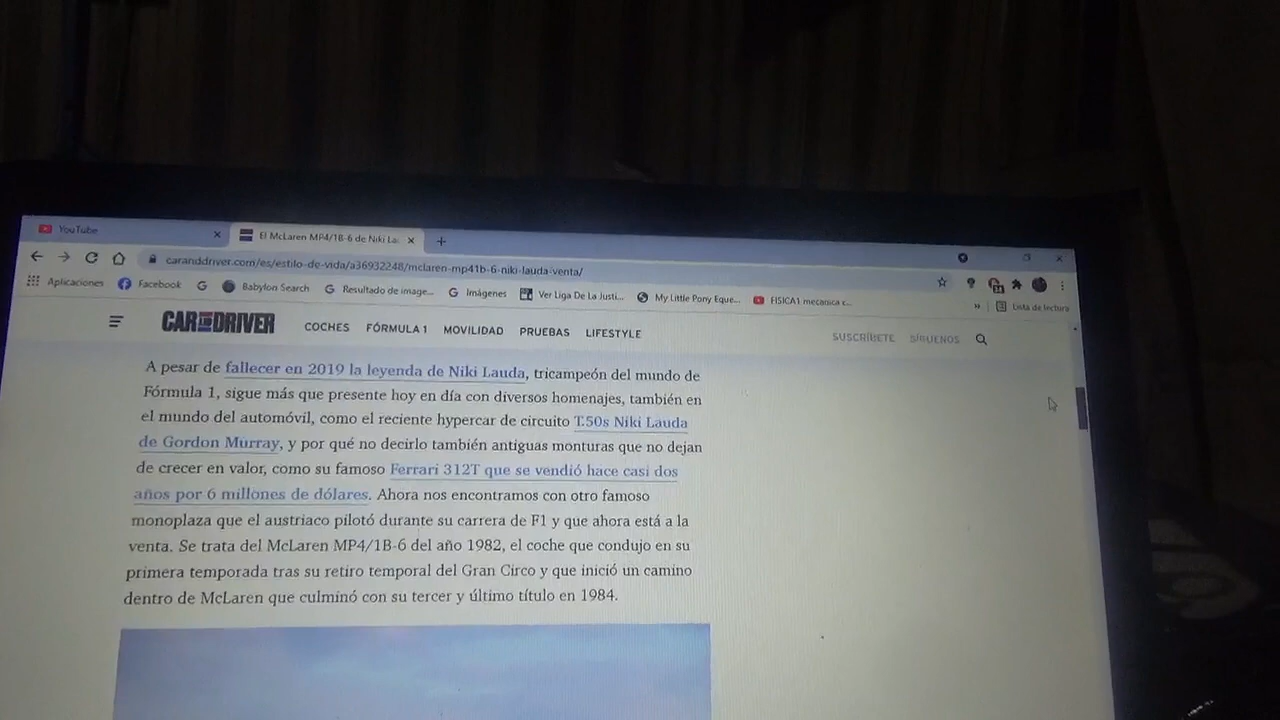 YouTube
El McLaren MP4/1B-6 de Niki La
caranddriver.com/es/estilo-de-vida/a36932248/mclaren-mp41b-6-niki-lauda-venta/
Aplicaciones Facebook Babylon Search Resultado de image... Imágenes Ver Liga De La Justi... My Little Pony Eque... FISICA1 mecanica c... » Lista de lectura
CAR AND DRIVER COCHES FÓRMULA 1 MOVILIDAD PRUEBAS LIFESTYLE SUSCRÍBETE SÍGUENOS
A pesar de fallecer en 2019 la leyenda de Niki Lauda, tricampeón del mundo de
Fórmula 1, sigue más que presente hoy en día con diversos homenajes, también en
el mundo del automóvil, como el reciente hypercar de circuito T.50s Niki Lauda
de Gordon Murray, y por qué no decirlo también antiguas monturas que no dejan
de crecer en valor, como su famoso Ferrari 312T que se vendió hace casi dos
años por 6 millones de dólares. Ahora nos encontramos con otro famoso
monoplaza que el austriaco pilotó durante su carrera de F1 y que ahora está a la
venta. Se trata del McLaren MP4/1B-6 del año 1982, el coche que condujo en su
primera temporada tras su retiro temporal del Gran Circo y que inició un camino
dentro de McLaren que culminó con su tercer y último título en 1984.